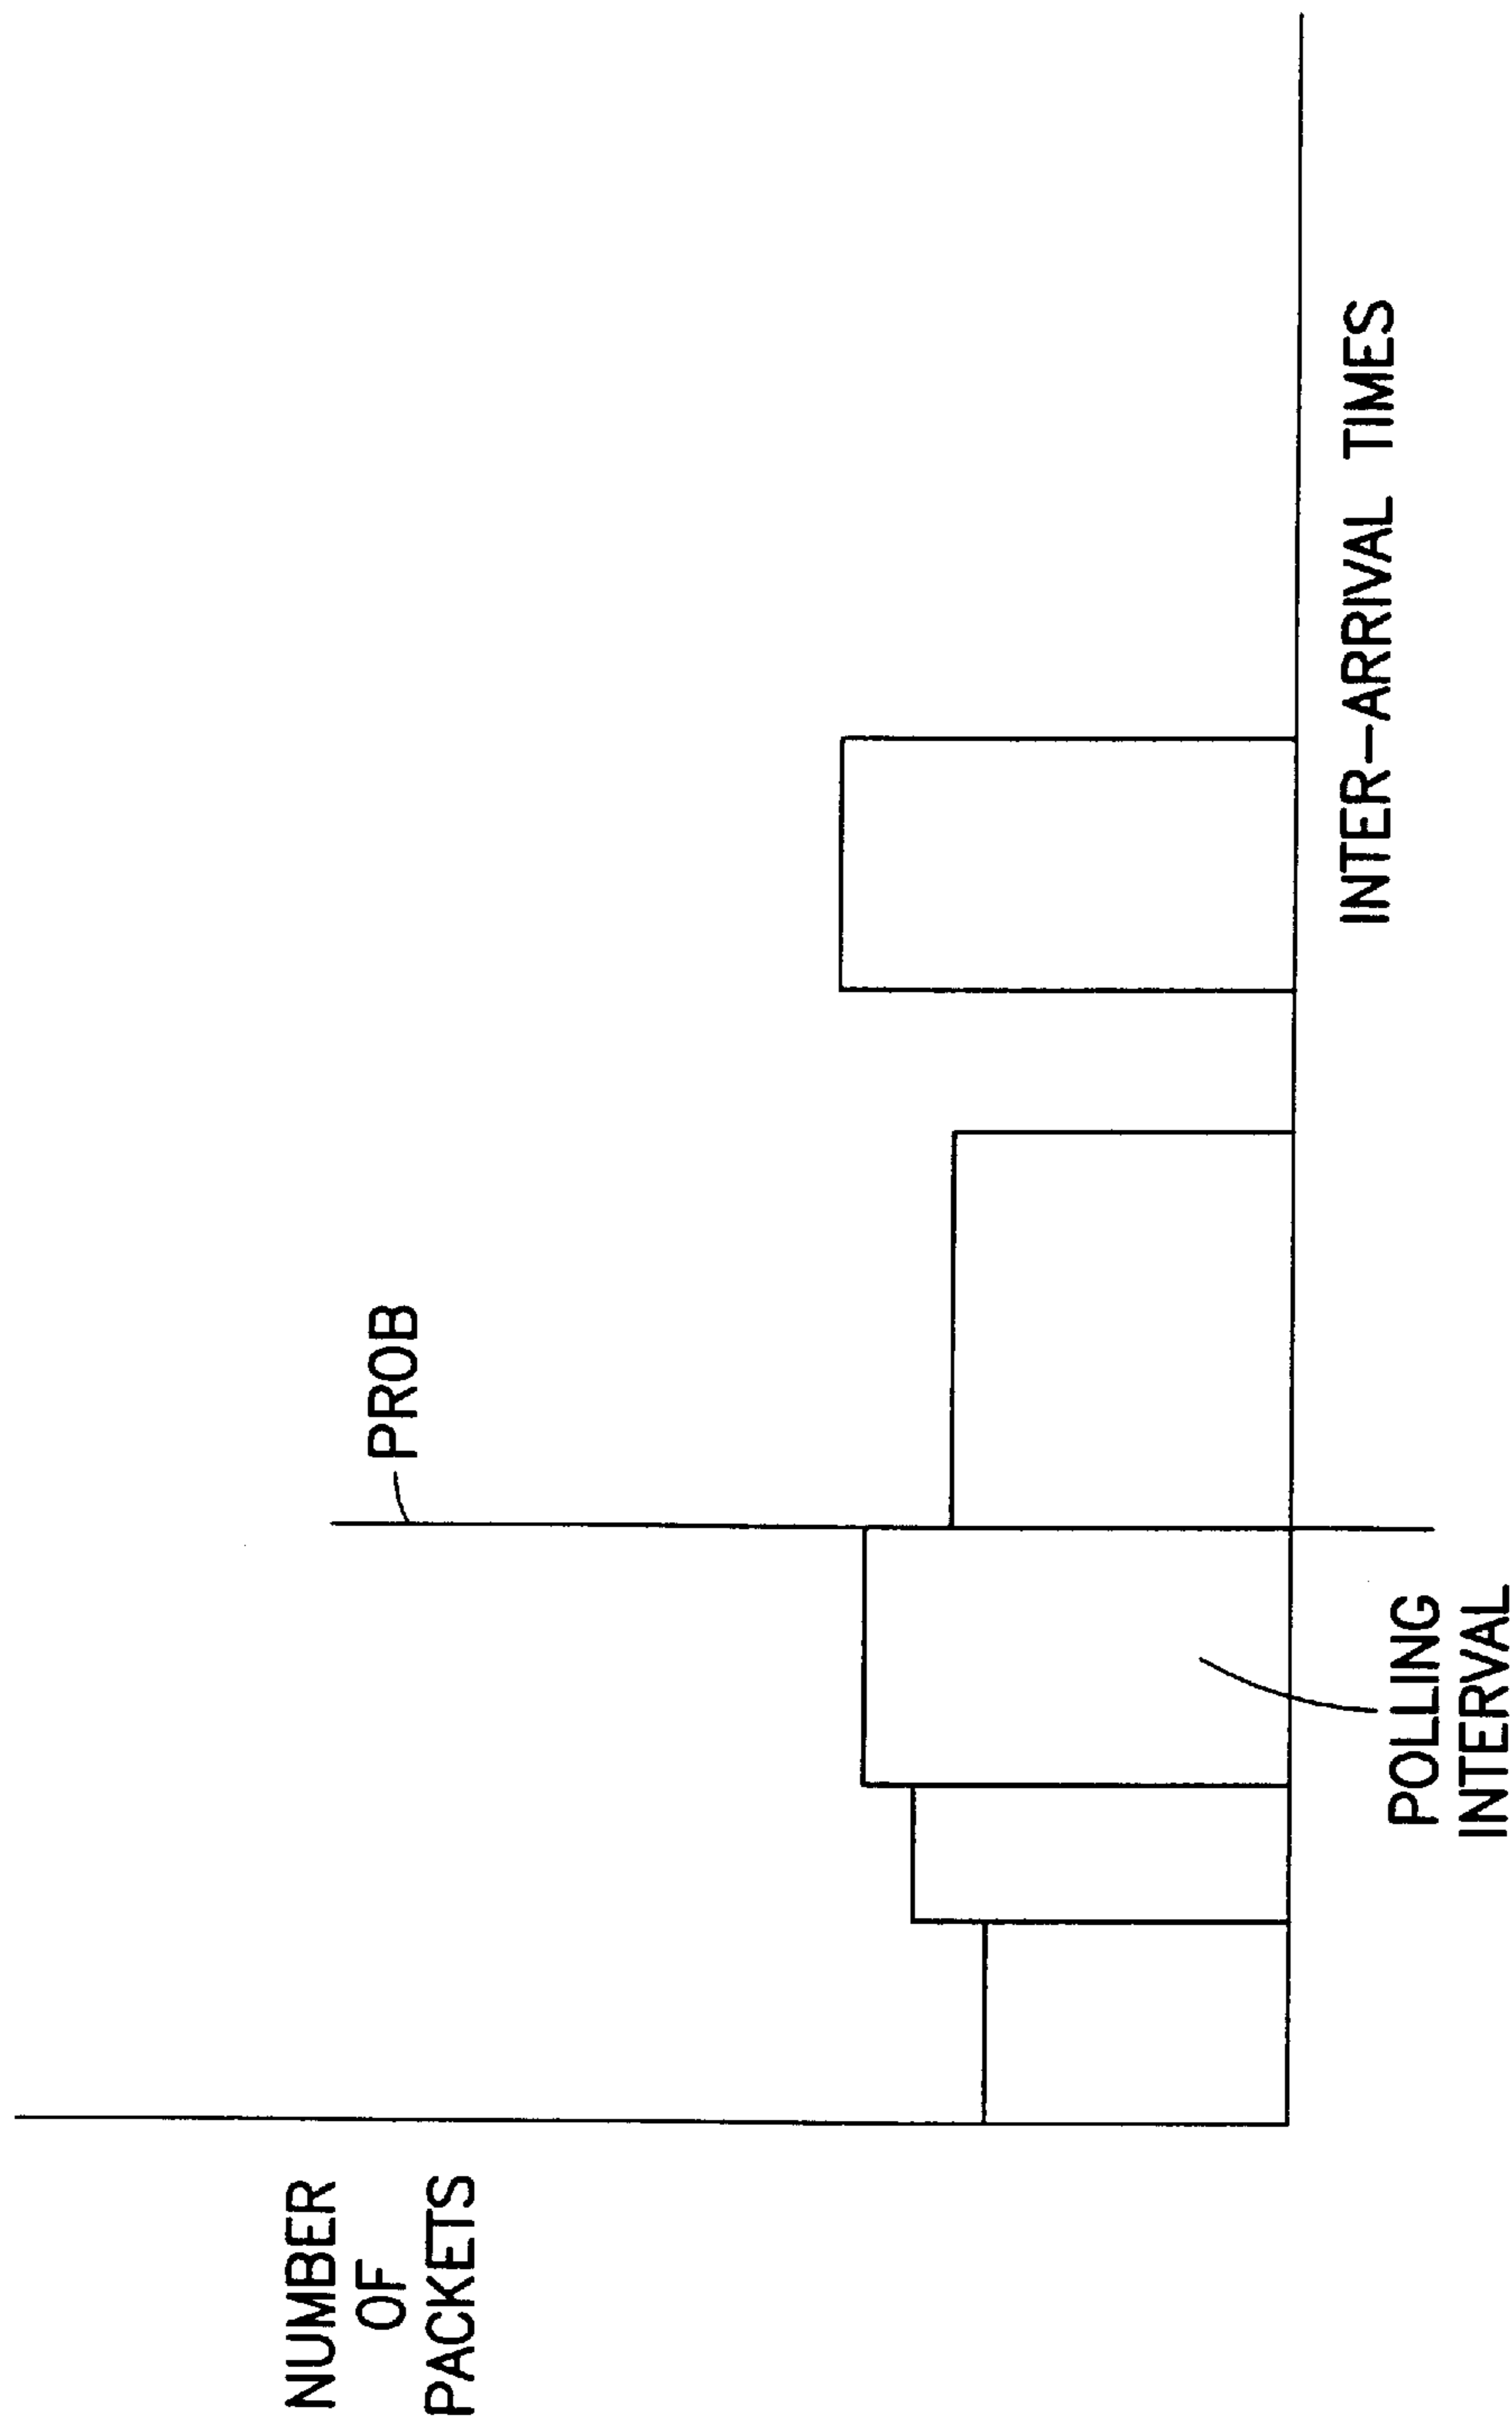 NUMBER
OF
PACKETS
PROB
POLLING
INTERVAL
INTER-ARRIVAL TIMES